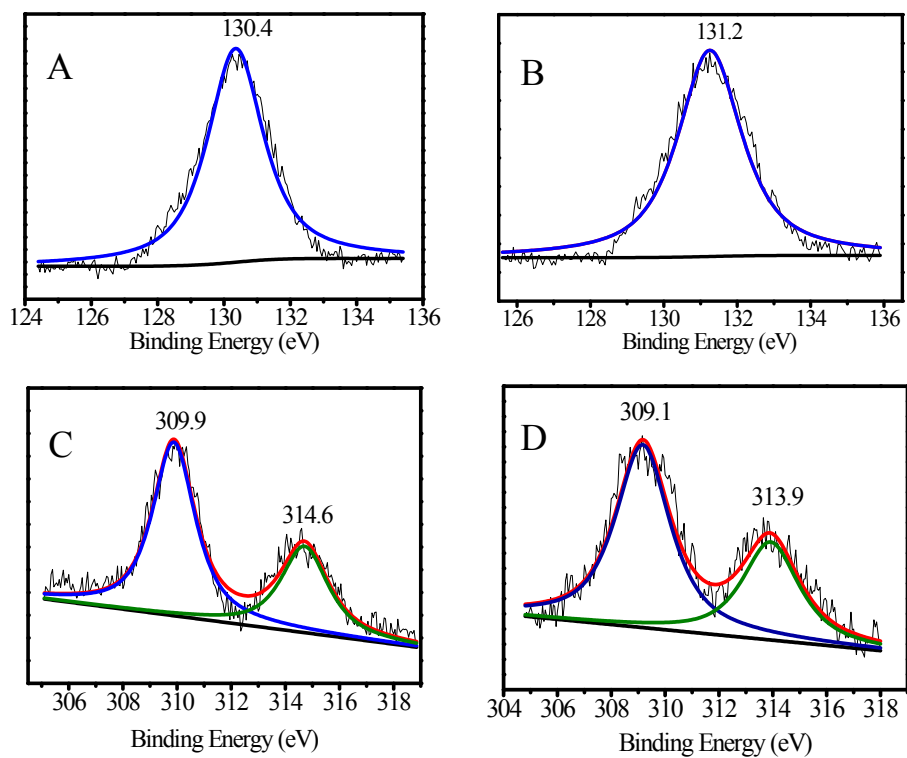 130.4
A
124 126 128 130 132 134 136
Binding Energy (eV)
131.2
B
126 128 130 132 134 136
Binding Energy (eV)
309.9
C
314.6
306 308 310 312 314 316 318
Binding Energy (eV)
309.1
D
313.9
304 306 308 310 312 314 316 318
Binding Energy (eV)